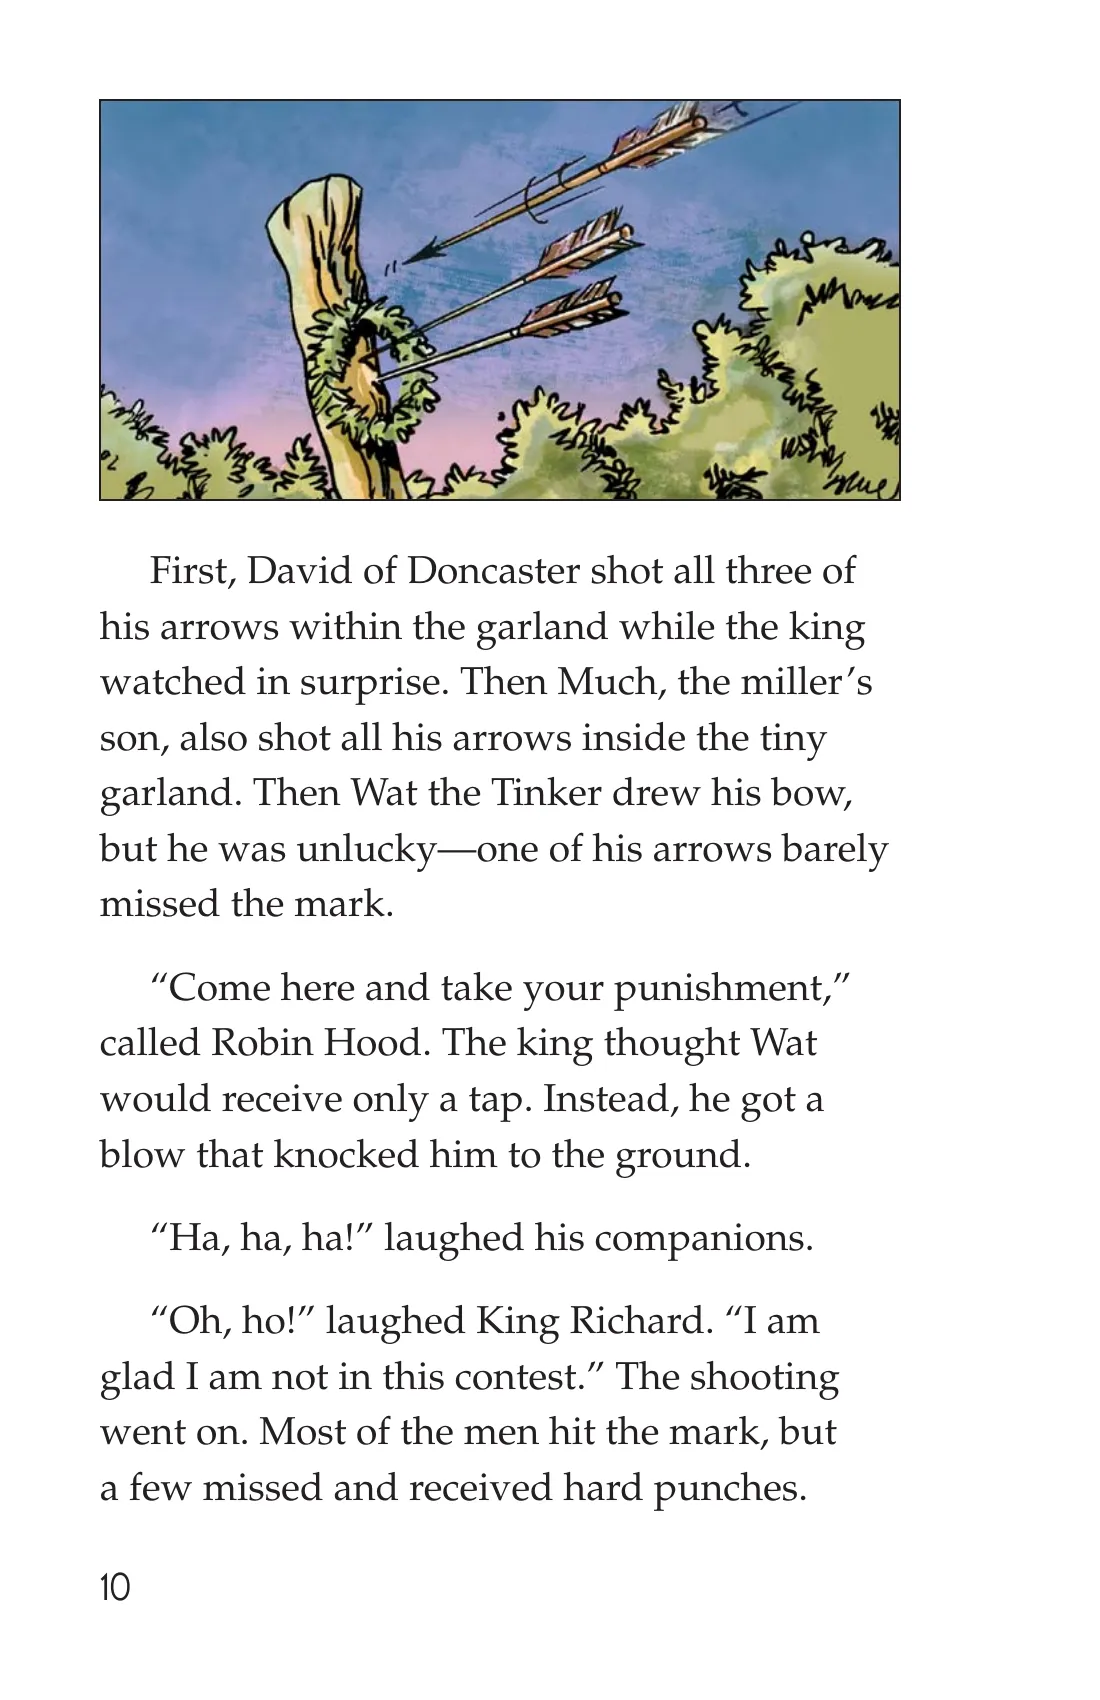 First, David of Doncaster shot all three of
his arrows within the garland while the king
watched in surprise. Then Much, the miller’s
son, also shot all his arrows inside the tiny
garland. Then Wat the Tinker drew his bow,
but he was unlucky—one of his arrows barely
missed the mark.
“Come here and take your punishment,”
called Robin Hood. The king thought Wat
would receive only a tap. Instead, he got a
blow that knocked him to the ground.
“Ha, ha, ha!” laughed his companions.
“Oh, ho!” laughed King Richard. “I am
glad I am not in this contest.” The shooting
went on. Most of the men hit the mark, but
a few missed and received hard punches.
10